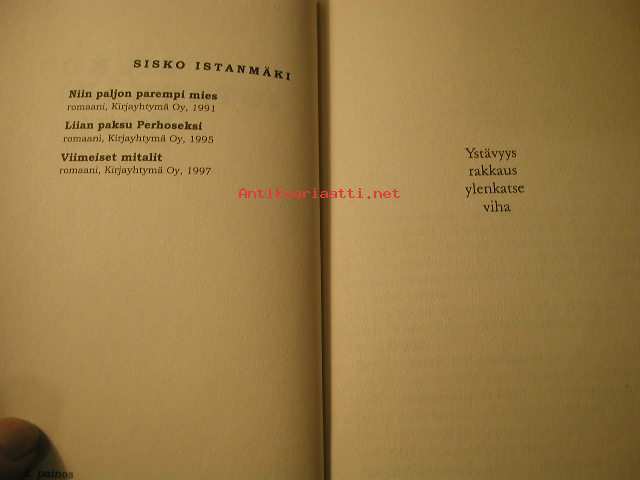 SISKO ISTANMÄKI
Niin paljon parempi mies
romaani, Kirjayhtymä Oy, 1991
Liian paksu Perhoseksi
romaani, Kirjayhtymä Oy, 1995
Viimeiset mitalit
romaani, Kirjayhtymä Oy, 1997
painos
Antikvariaatti.net
Ystävyys
rakkaus
ylenkatse
viha